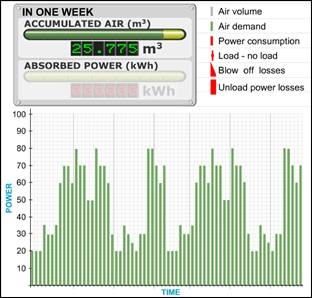 IN ONE WEEK
ACCUMULATED AIR (m³)
25.775 m³
ABSORBED POWER (kWh)
kWh
Air volume
Air demand
Power consumption
Load - no load
Blow off losses
Unload power losses
100
90
80
70
60
50
40
30
20
10
POWER
TIME